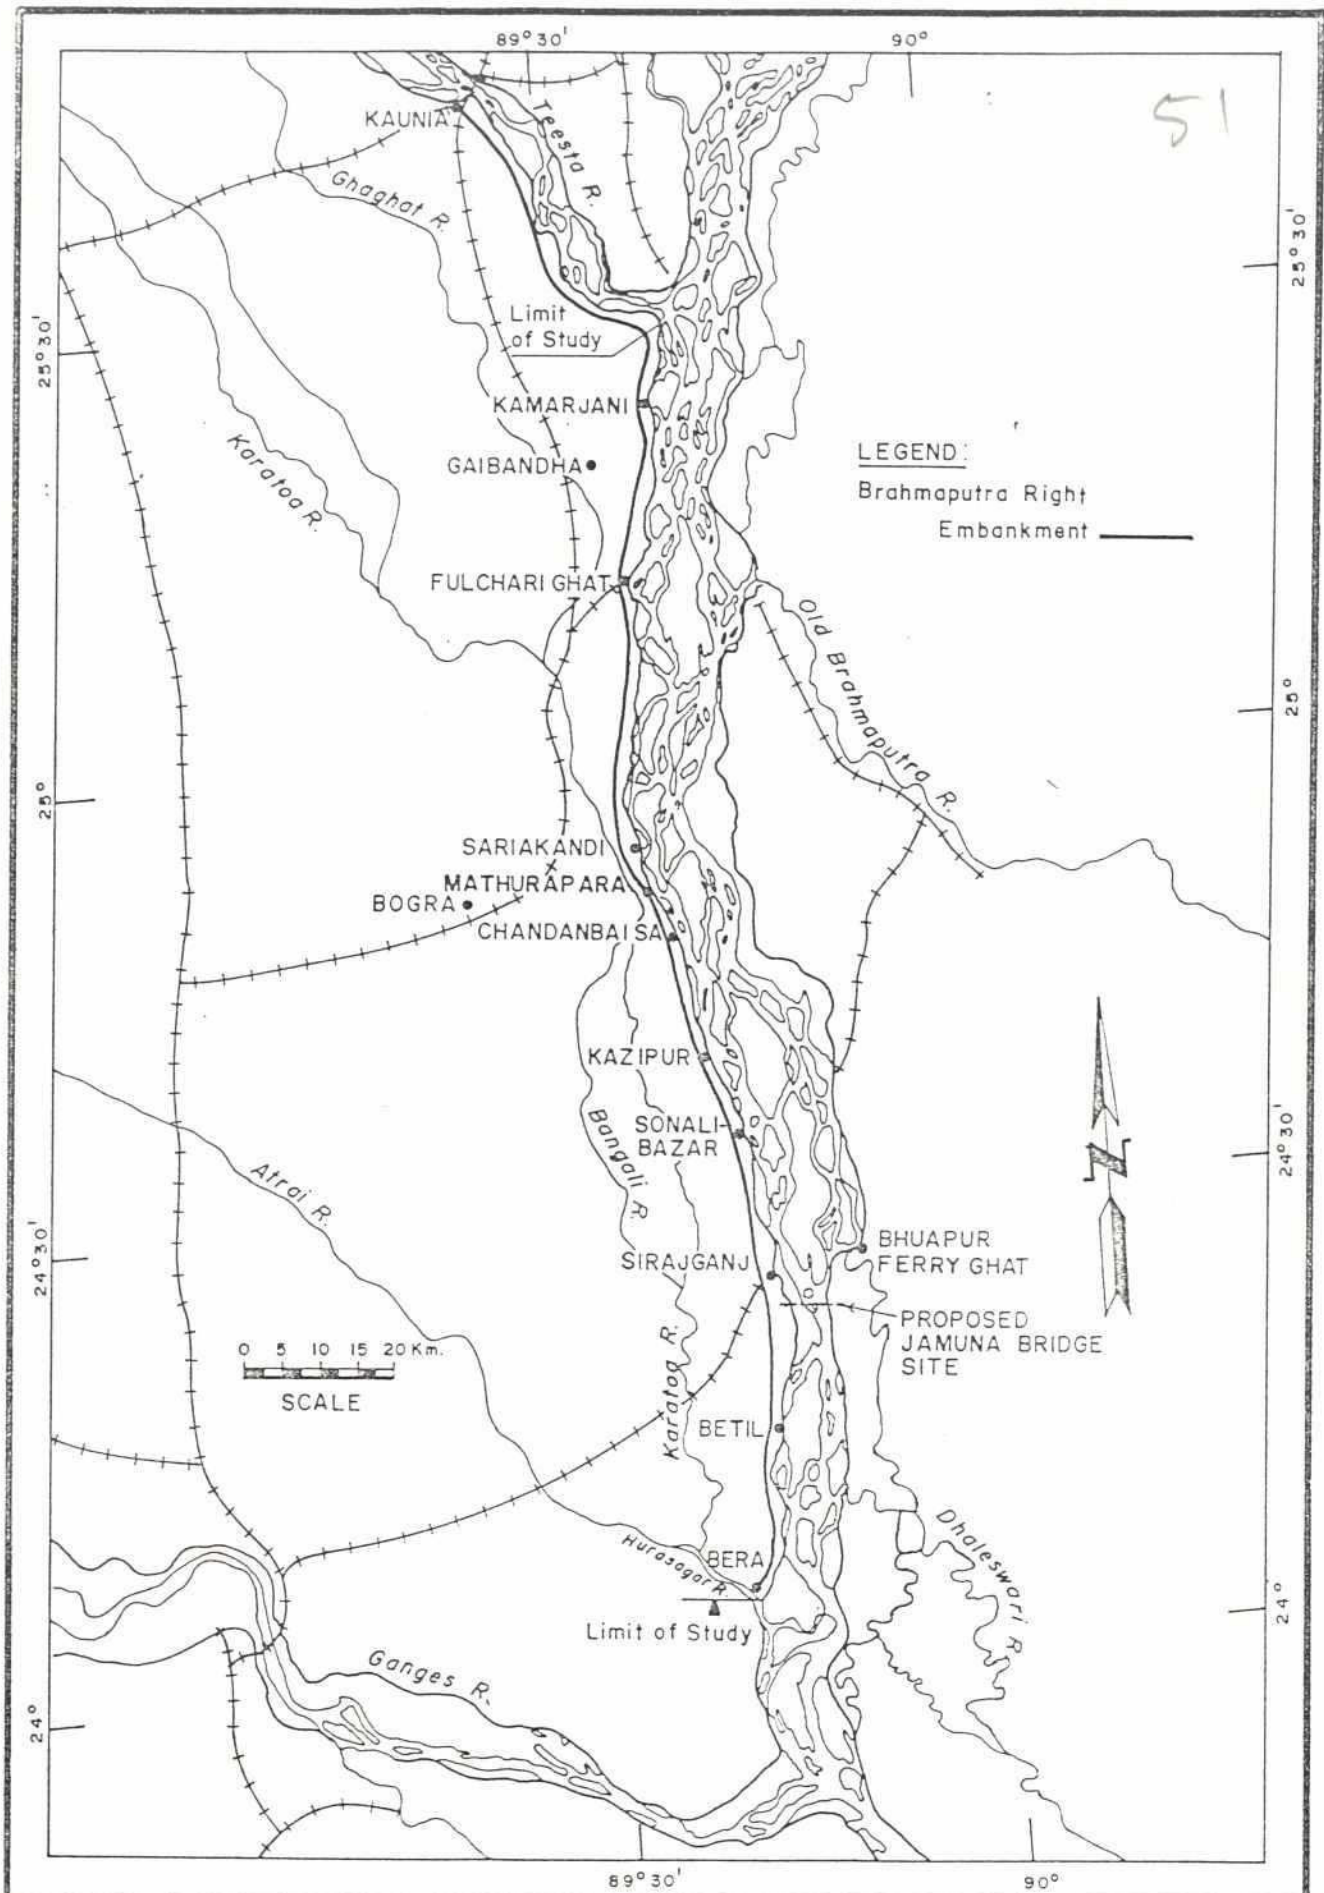 89°30'
90°
51
KAUNIA
Teesta R.
Ghaghat R.
25°30'
Limit
of Study
25°30'
KAMARJANI
LEGEND:
GAIBANDHA
Karatoa R.
Brahmaputra Right
Embankment
FULCHARI GHAT
Old Brahmaputra R.
25°
25°
SARIAKANDI
MATHURAPARA
BOGRA
CHANDANBAISA
KAZIPUR
SONALI-
BAZAR
24°30'
Bangali R.
Atrai R.
BHUAPUR
FERRY GHAT
24°30'
SIRAJGANJ
PROPOSED
JAMUNA BRIDGE
SITE
0 5 10 15 20 Km.
SCALE
Karatoa R.
BETIL
Dhaleswari R.
BERA
Hurasagar R.
24°
Limit of Study
Ganges R.
24°
89°30'
90°